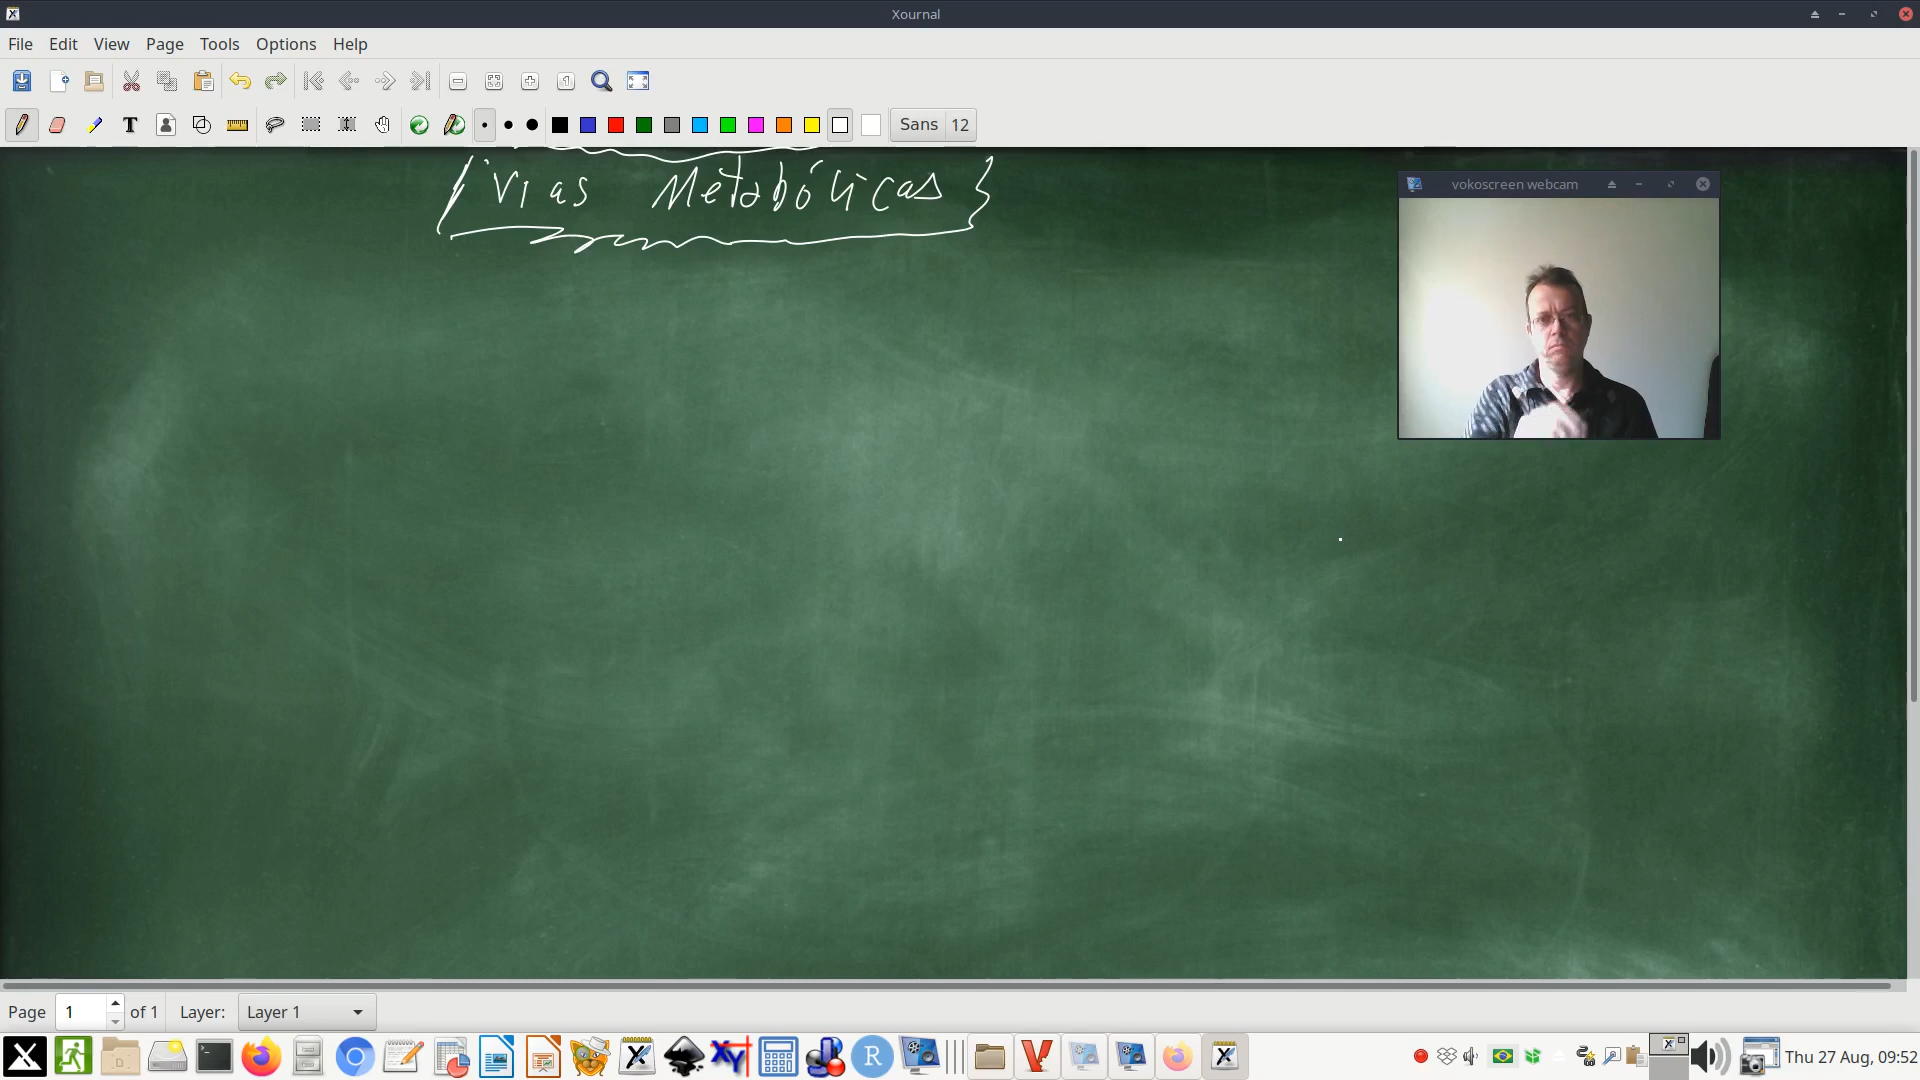 Xournal
File Edit View Page Tools Options Help
T Sans 12
Vias Metabólicas
vokoscreen webcam
Page 1 of 1 Layer: Layer 1
Thu 27 Aug, 09:52